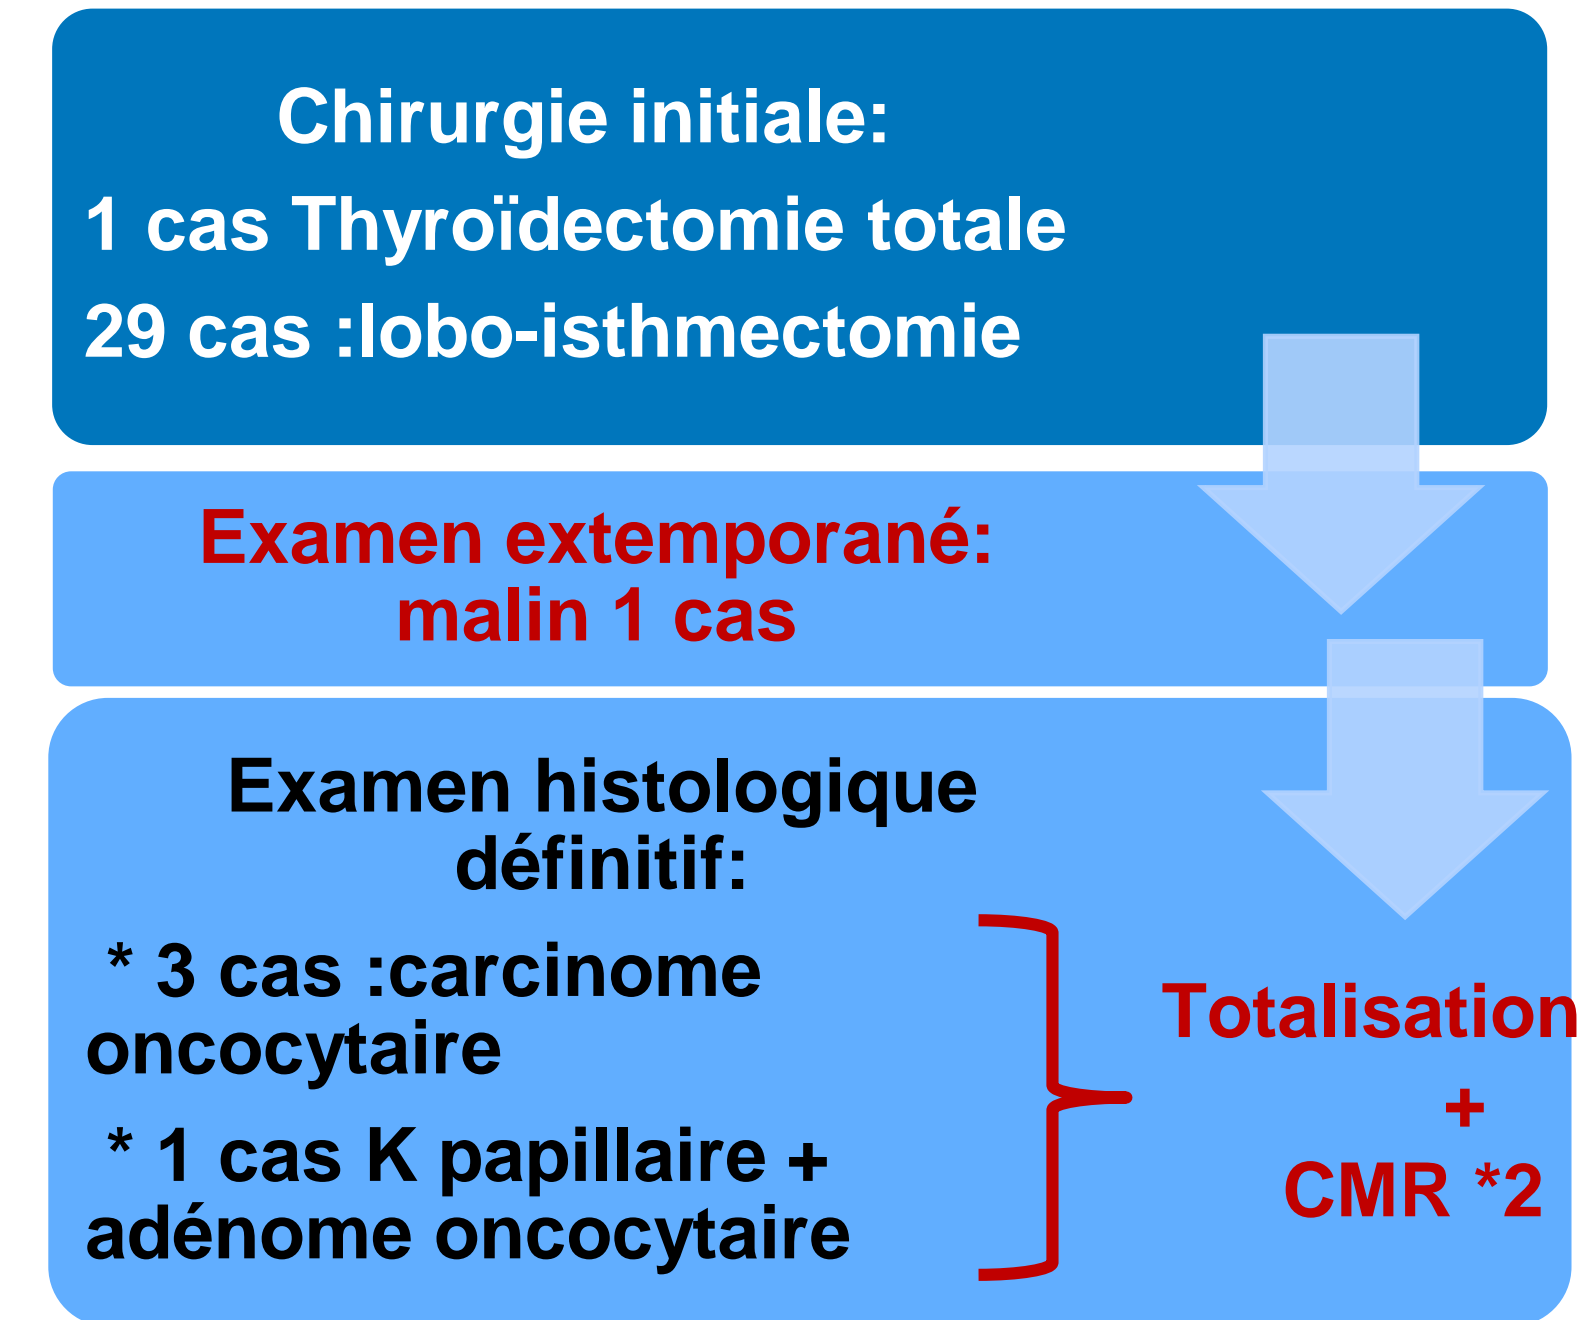 Chirurgie initiale:
1 cas Thyroïdectomie totale
29 cas :lobo-isthmectomie
Examen extemporané:
malin 1 cas
Examen histologique
définitif:
* 3 cas :carcinome
oncocytaire
* 1 cas K papillaire +
adénome oncocytaire
Totalisation
+
CMR *2